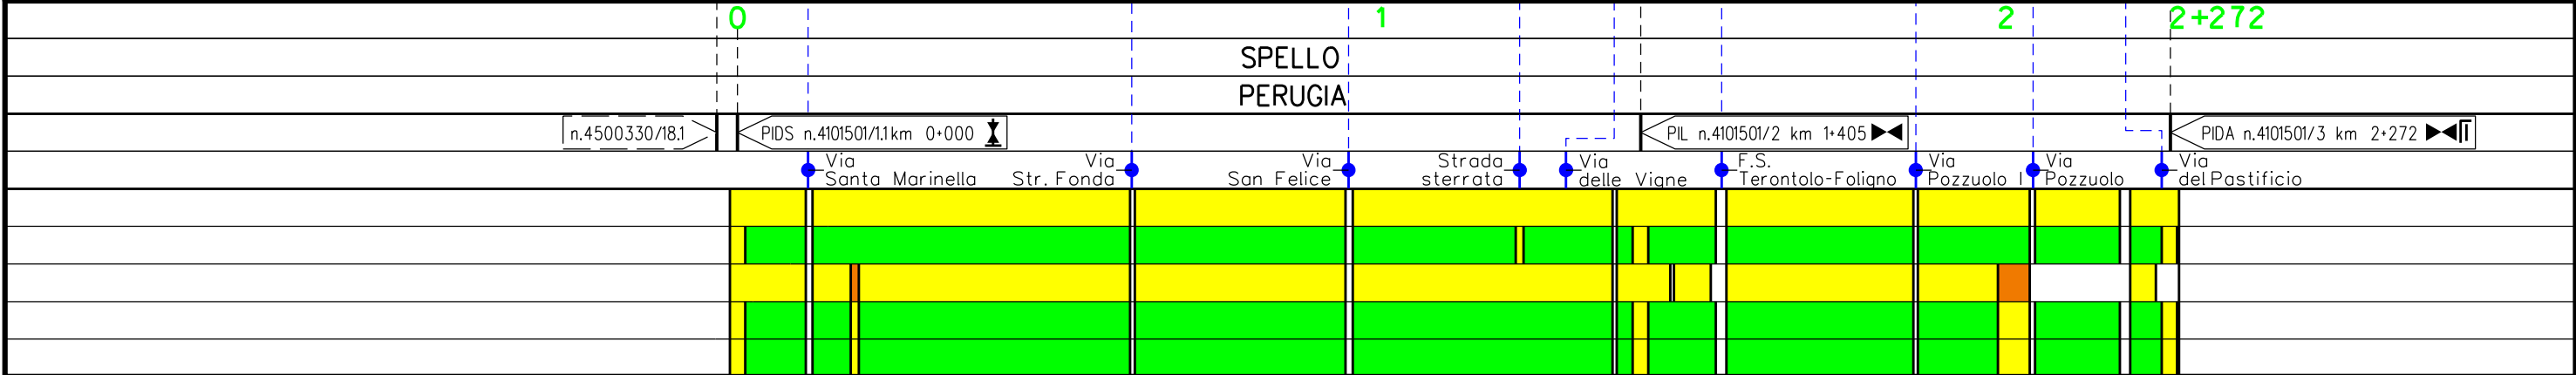 0 1 2 2+272
SPELLO
PERUGIA
n.4500330/18.1 PIDS n.4101501/1.1 km 0+000 PIL n.4101501/2 km 1+405 PIDA n.4101501/3 km 2+272
Via Santa Marinella
Via Str. Fonda
Via San Felice
Strada sterrata
Via delle Vigne
F.S. Terontolo-Foligno
Via Pozzuolo I
Via Pozzuolo
Via del Pastificio